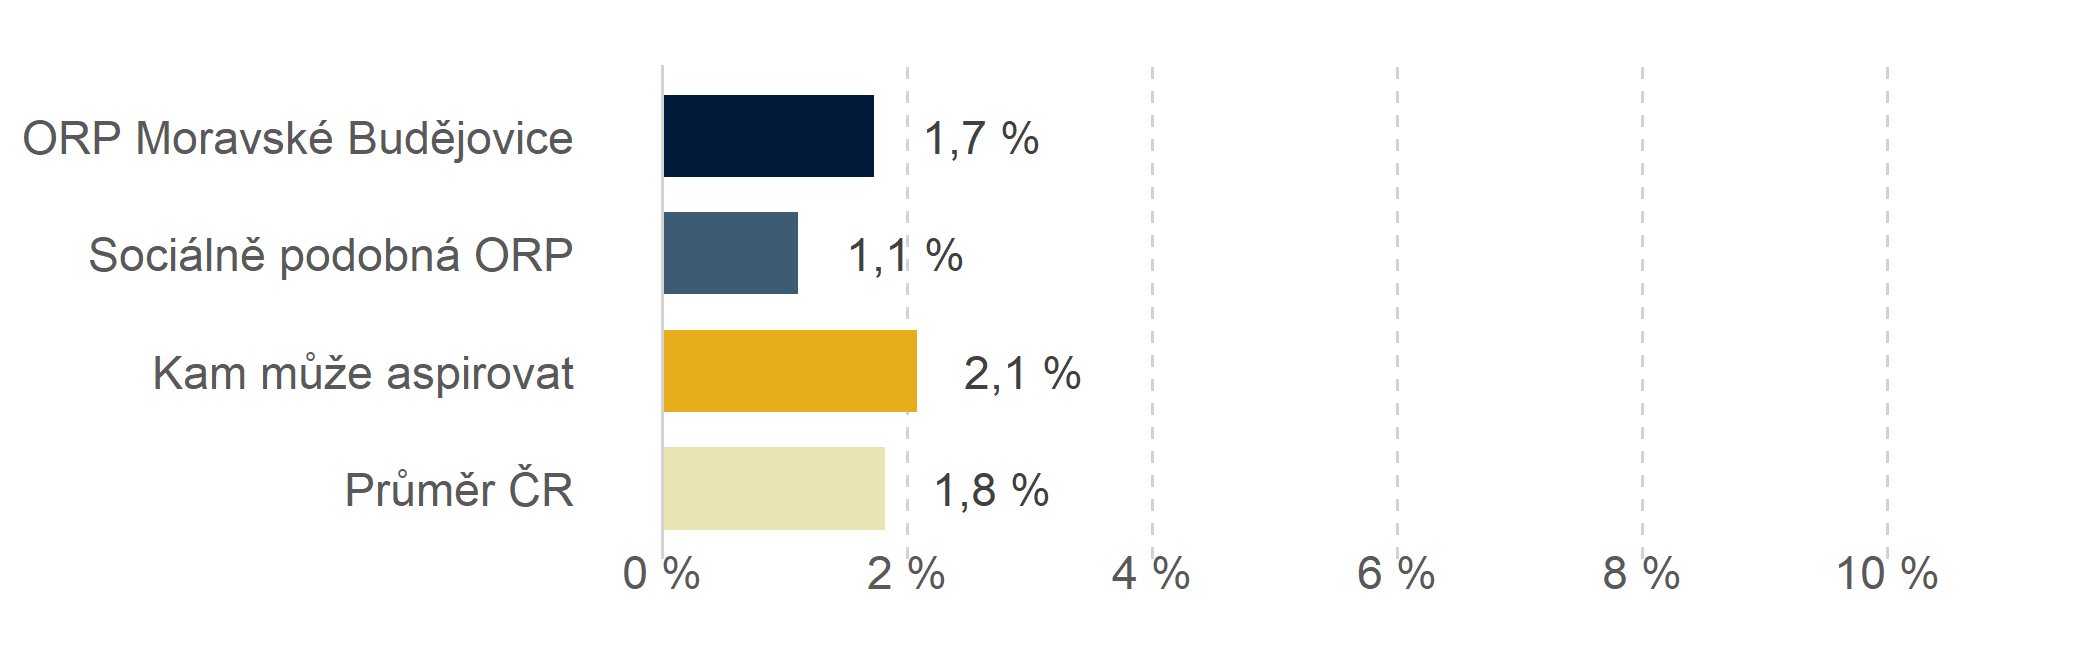 ORP Moravské Budějovice 1,7 %
Sociálně podobná ORP 1,1 %
Kam může aspirovat 2,1 %
Průměr ČR 1,8 %
0 % 2 % 4 % 6 % 8 % 10 %